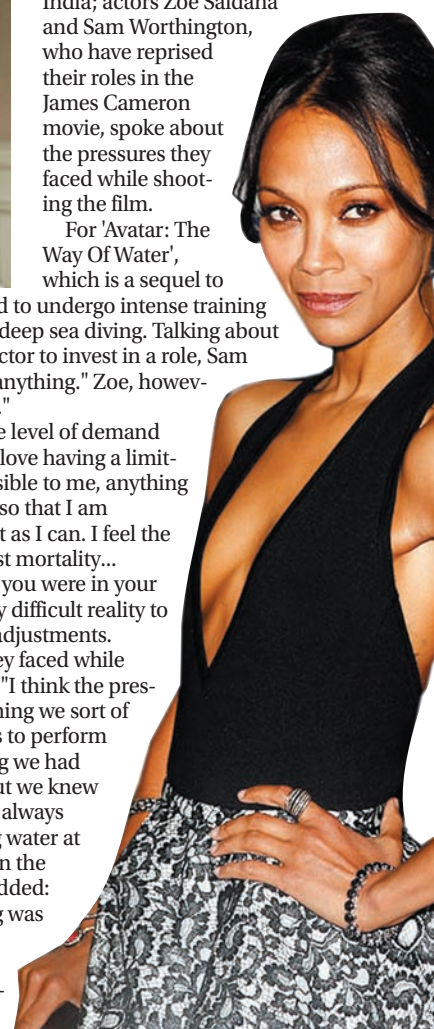 India; actors Zoe Saldana
and Sam Worthington,
who have reprised
their roles in the
James Cameron
movie, spoke about
the pressures they
faced while shoot-
ing the film.
For 'Avatar: The
Way Of Water',
which is a sequel to
d to undergo intense training
deep sea diving. Talking about
ctor to invest in a role, Sam
anything." Zoe, howev-
."
e level of demand
love having a limit-
sible to me, anything
so that I am
t as I can. I feel the
st mortality...
you were in your
y difficult reality to
adjustments.
ey faced while
"I think the pres-
ning we sort of
s to perform
g we had
ut we knew
always
g water at
n the
dded:
g was